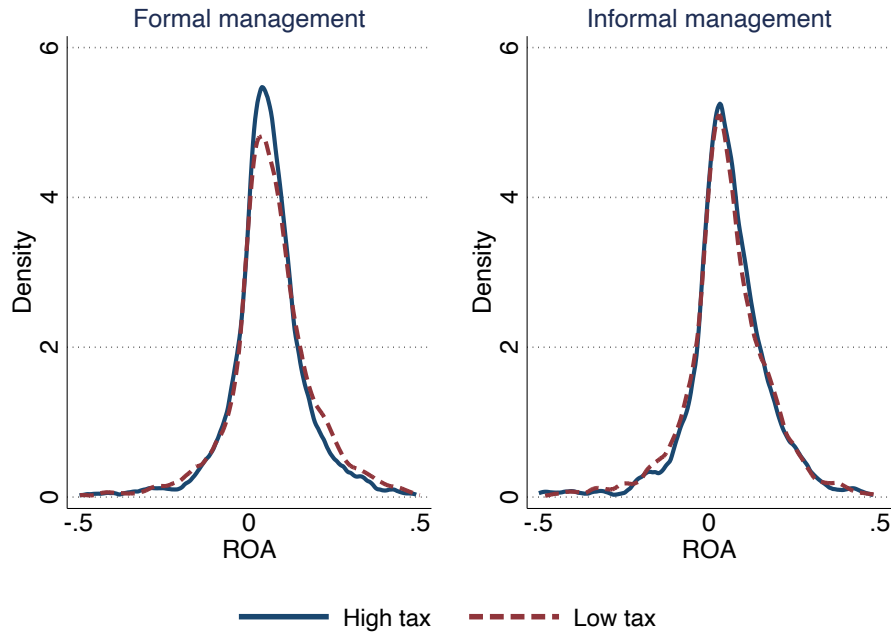 Formal management
Informal management
6
4
2
0
Density
-.5 0 .5
ROA
6
4
2
0
Density
-.5 0 .5
ROA
High tax Low tax